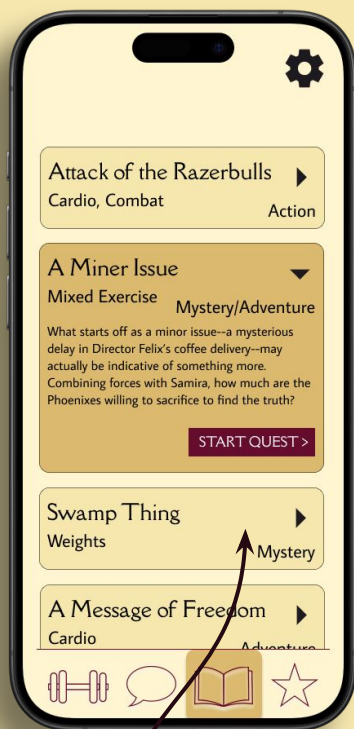 Attack of the Razerbulls
Cardio, Combat
Action
A Miner Issue
Mixed Exercise
Mystery/Adventure
What starts off as a minor issue--a mysterious
delay in Director Felix's coffee delivery--may
actually be indicative of something more.
Combining forces with Samira, how much are the
Phoenixes willing to sacrifice to find the truth?
START QUEST >
Swamp Thing
Weights
Mystery
A Message of Freedom
Cardio
Adventure